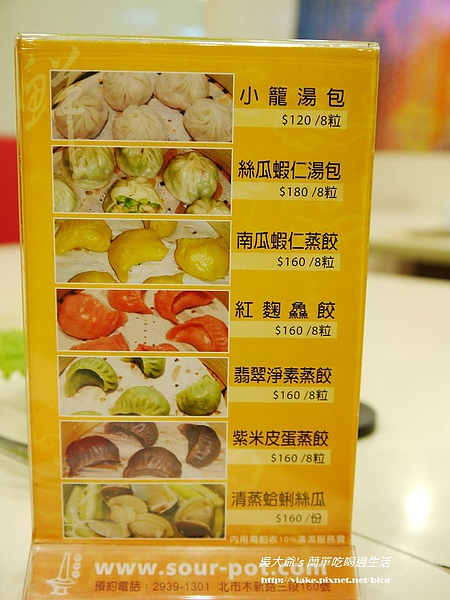 鮮
小籠湯包
$120 /8粒
絲瓜蝦仁湯包
$180 /8粒
南瓜蝦仁蒸餃
$160 /8粒
紅麴鱻餃
$160 /8粒
翡翠淨素蒸餃
$160 /8粒
紫米皮蛋蒸餃
$160 /8粒
清蒸蛤蜊絲瓜
$160 /份
內用需酌收10%清潔服務費
www.sour-pot.com
預約電話：2939-1301 北市木新路三段160號
吳大爺's 簡單吃喝過生活
http://viake.pixnet.net/blog